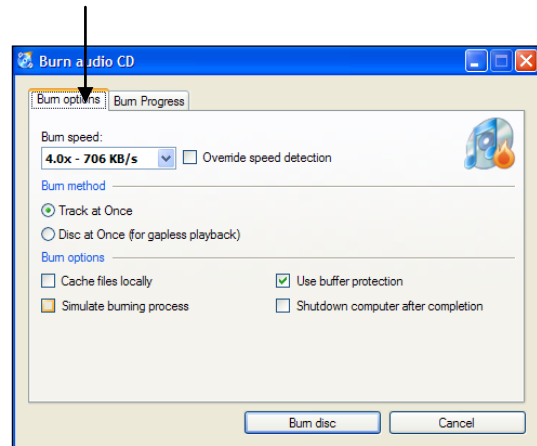 Burn audio CD
Burn options Burn Progress
Burn speed:
4.0x - 706 KB/s Override speed detection
Burn method
Track at Once
Disc at Once (for gapless playback)
Burn options
Cache files locally Use buffer protection
Simulate burning process Shutdown computer after completion
Burn disc Cancel